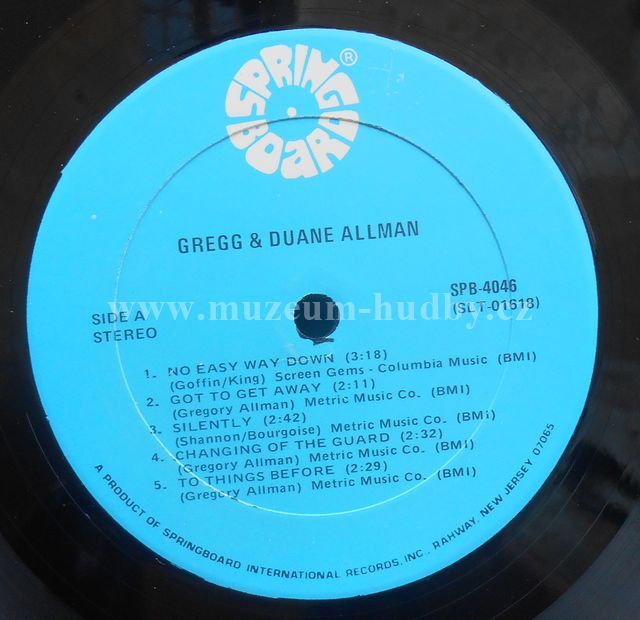 SPRING BOARD ®
GREGG & DUANE ALLMAN
SPB-4046
(SLT-01618)
SIDE A
STEREO
www.muzeum-hudby.cz
1. NO EASY WAY DOWN (3:18)
(Goffin/King) Screen Gems - Columbia Music (BMI)
2. GOT TO GET AWAY (2:11)
(Gregory Allman) Metric Music Co. (BMI)
3. SILENTLY (2:42)
(Shannon/Bourgoise) Metric Music Co. (BMI)
4. CHANGING OF THE GUARD (2:32)
(Gregory Allman) Metric Music Co. (BMI)
5. TO THINGS BEFORE (2:29)
(Gregory Allman) Metric Music Co. (BMI)
A PRODUCT OF SPRINGBOARD INTERNATIONAL RECORDS, INC., RAHWAY, NEW JERSEY 07065